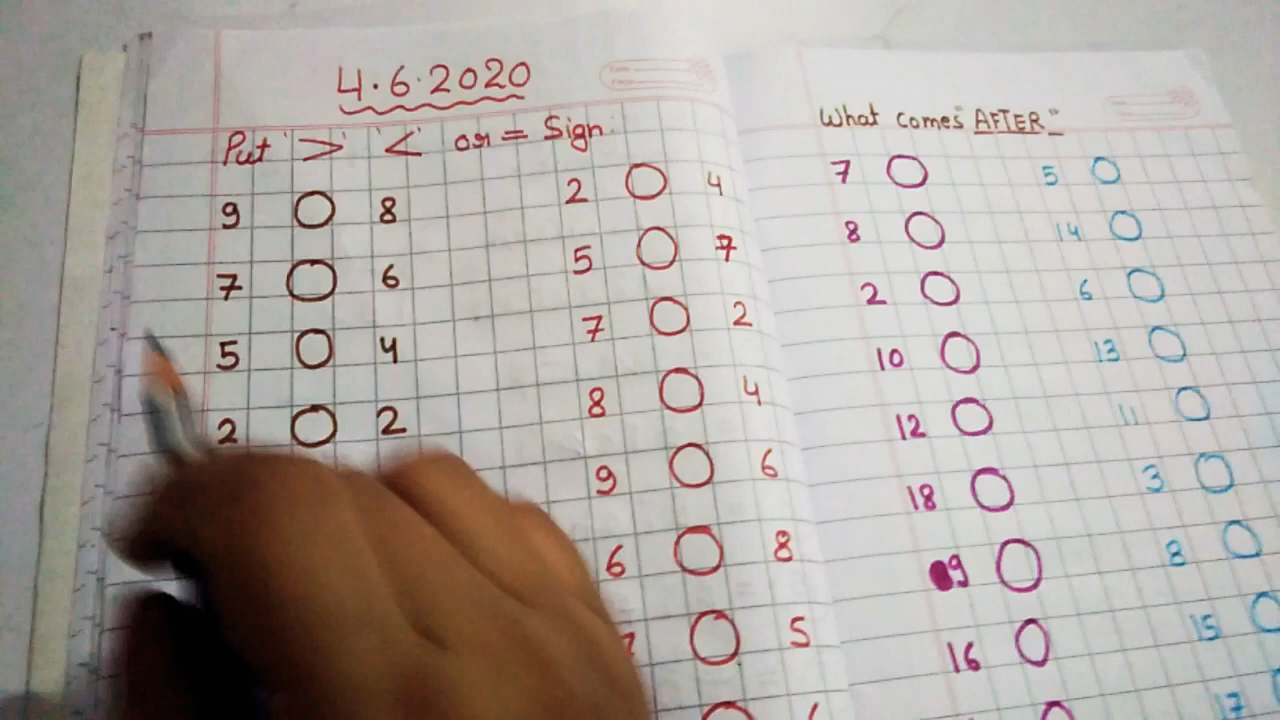 4.6.2020
Put '>' '<' or = Sign
9 ○ 8
7 ○ 6
5 ○ 4
2 ○ 2
2 ○ 4
5 ○ 7
7 ○ 2
8 ○ 4
9 ○ 6
6 ○ 8
○ 5
What comes "AFTER"
7 ○
8 ○
2 ○
10 ○
12 ○
18 ○
9 ○
16 ○
5 ○
14 ○
6 ○
13 ○
11 ○
3 ○
8 ○
15 ○
17